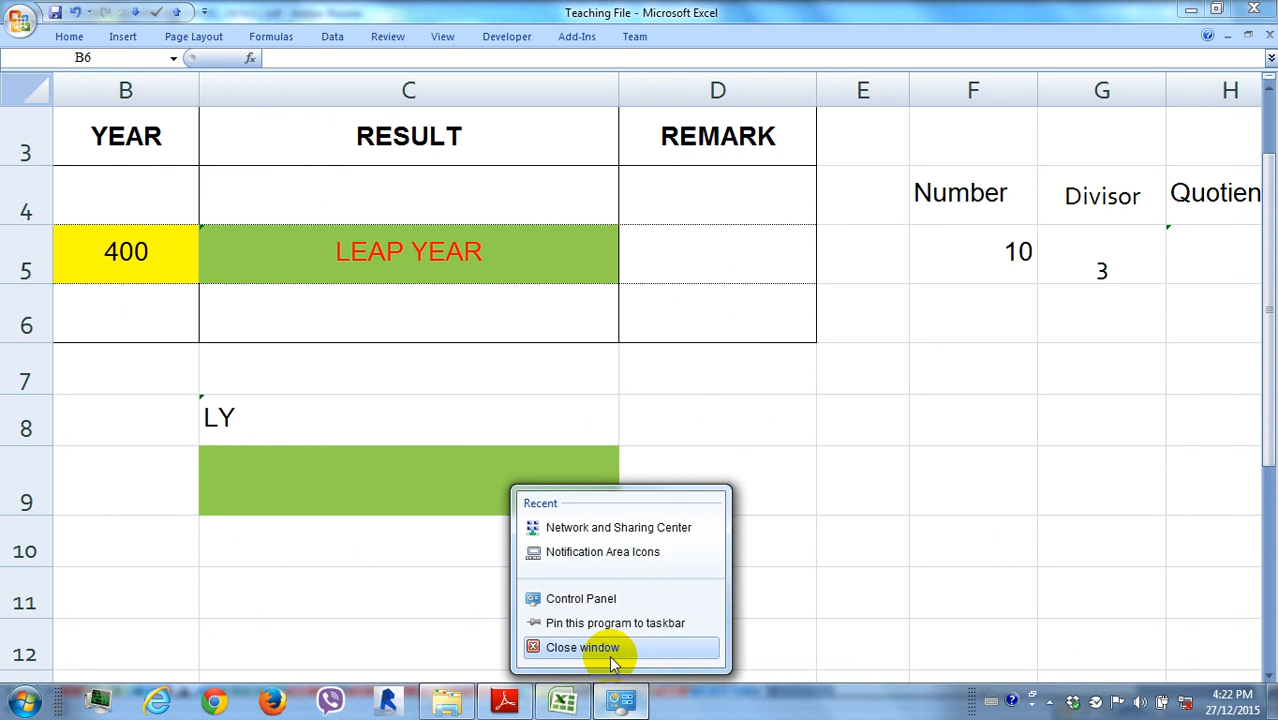 Teaching File - Microsoft Excel
Home Insert Page Layout Formulas Data Review View Developer Add-Ins Team
B6 fx
B C D E F G H
3 YEAR RESULT REMARK
4 Number Divisor Quotien
5 400 LEAP YEAR 10 3
6
7
8 LY
9
10
11
12
Recent
Network and Sharing Center
Notification Area Icons
Control Panel
Pin this program to taskbar
Close window
4:22 PM
27/12/2015